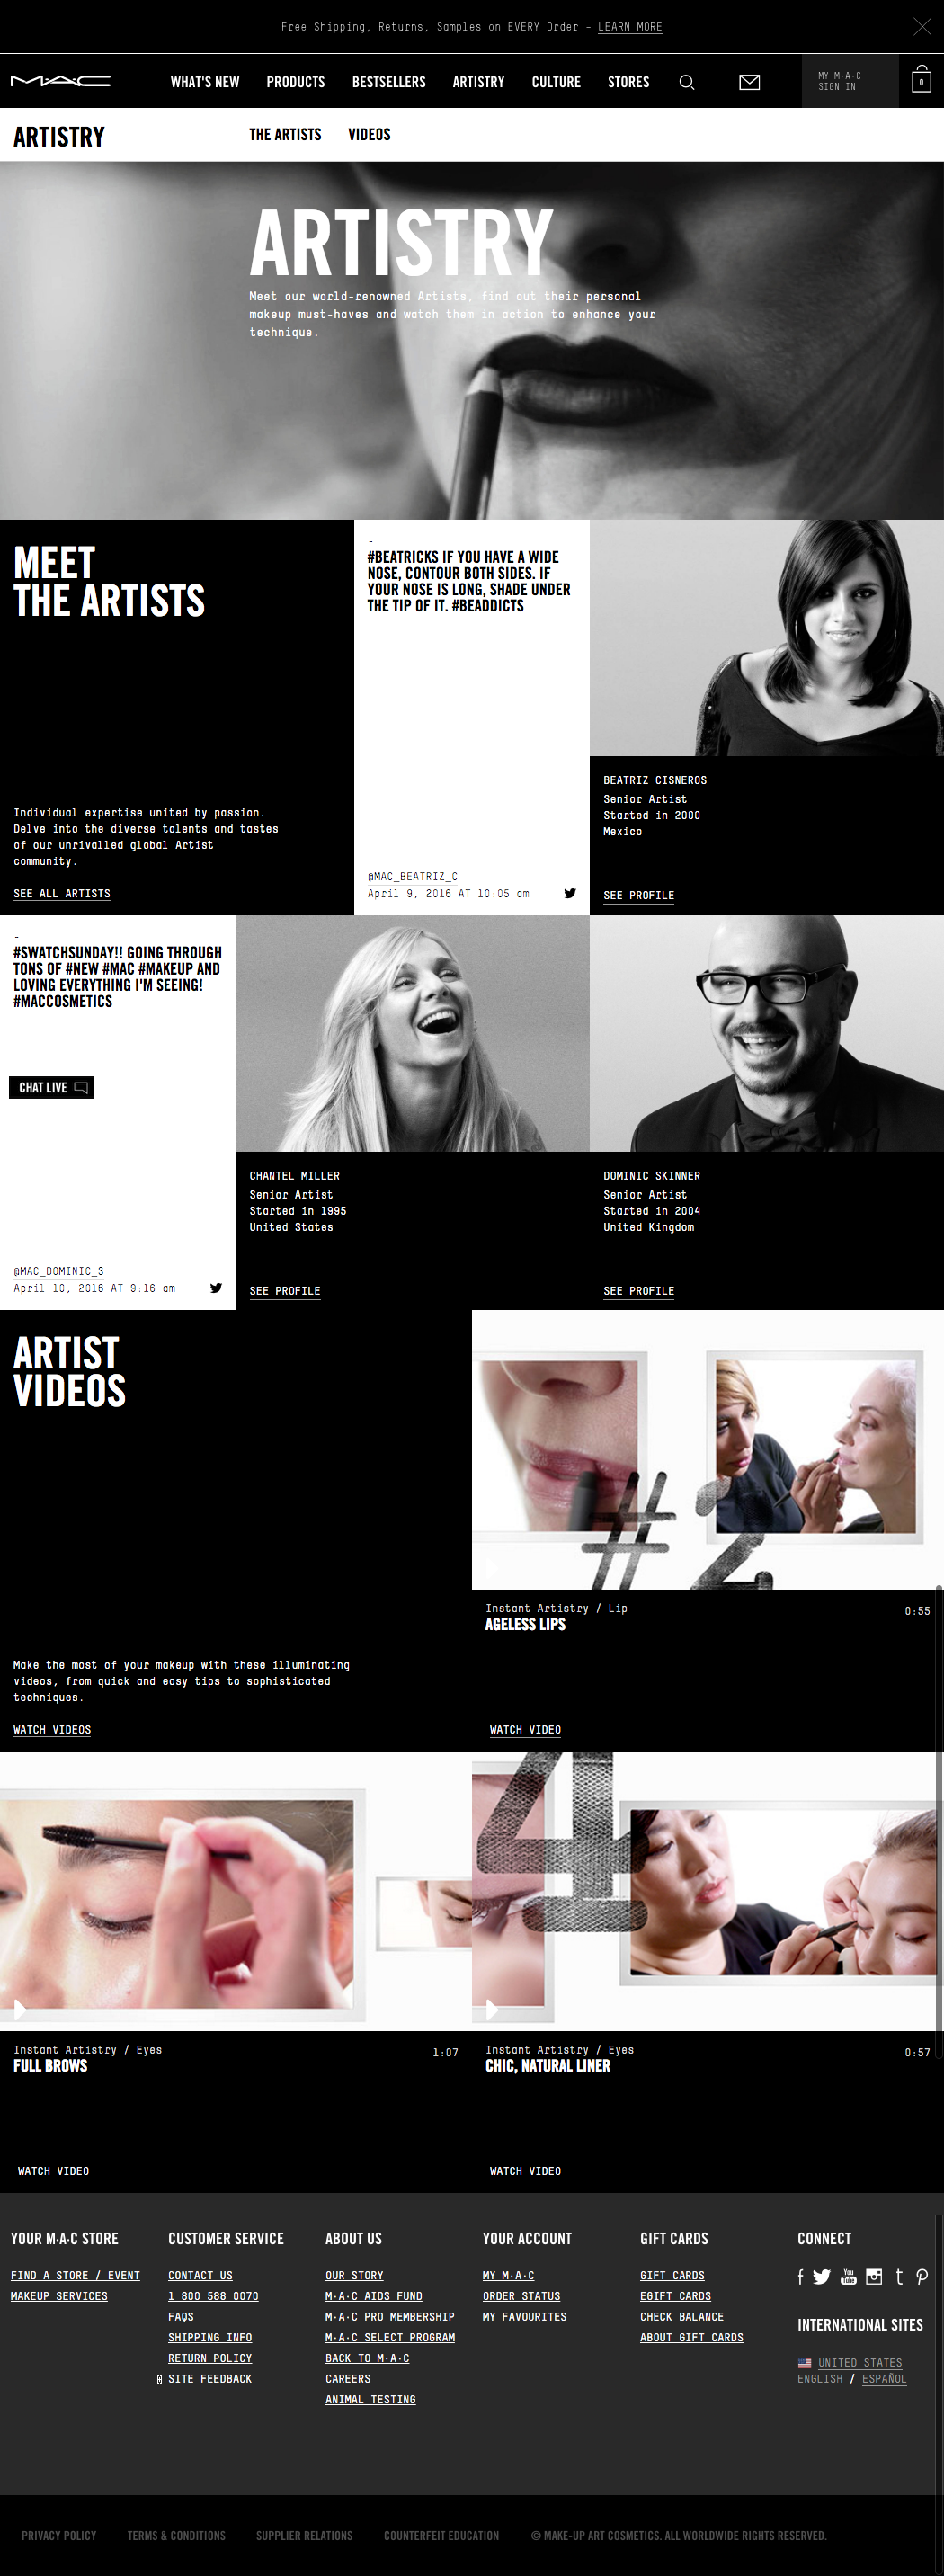 Free Shipping, Returns, Samples on EVERY Order - LEARN MORE
M·A·C
WHAT'S NEW
PRODUCTS
BESTSELLERS
ARTISTRY
CULTURE
STORES
MY M·A·C
SIGN IN
0
ARTISTRY
THE ARTISTS
VIDEOS
ARTISTRY
Meet our world-renowned Artists, find out their personal
makeup must-haves and watch them in action to enhance your
technique.
MEET
THE ARTISTS
Individual expertise united by passion.
Delve into the diverse talents and tastes
of our unrivalled global Artist
community.
SEE ALL ARTISTS
-
#BEATRICKS IF YOU HAVE A WIDE
NOSE, CONTOUR BOTH SIDES. IF
YOUR NOSE IS LONG, SHADE UNDER
THE TIP OF IT. #BEADDICTS
@MAC_BEATRIZ_C
April 9, 2016 AT 10:05 am
BEATRIZ CISNEROS
Senior Artist
Started in 2000
Mexico
SEE PROFILE
-
#SWATCHSUNDAY!! GOING THROUGH
TONS OF #NEW #MAC #MAKEUP AND
LOVING EVERYTHING I'M SEEING!
#MACCOSMETICS
CHAT LIVE
@MAC_DOMINIC_S
April 10, 2016 AT 9:16 am
CHANTEL MILLER
Senior Artist
Started in 1995
United States
SEE PROFILE
DOMINIC SKINNER
Senior Artist
Started in 2004
United Kingdom
SEE PROFILE
ARTIST
VIDEOS
Make the most of your makeup with these illuminating
videos, from quick and easy tips to sophisticated
techniques.
WATCH VIDEOS
#2
Instant Artistry / Lip
0:55
AGELESS LIPS
WATCH VIDEO
Instant Artistry / Eyes
1:07
FULL BROWS
WATCH VIDEO
4
Instant Artistry / Eyes
0:57
CHIC, NATURAL LINER
WATCH VIDEO
YOUR M·A·C STORE
FIND A STORE / EVENT
MAKEUP SERVICES
CUSTOMER SERVICE
CONTACT US
1 800 588 0070
FAQS
SHIPPING INFO
RETURN POLICY
SITE FEEDBACK
ABOUT US
OUR STORY
M·A·C AIDS FUND
M·A·C PRO MEMBERSHIP
M·A·C SELECT PROGRAM
BACK TO M·A·C
CAREERS
ANIMAL TESTING
YOUR ACCOUNT
MY M·A·C
ORDER STATUS
MY FAVOURITES
GIFT CARDS
GIFT CARDS
EGIFT CARDS
CHECK BALANCE
ABOUT GIFT CARDS
CONNECT
You Tube
INTERNATIONAL SITES
UNITED STATES
ENGLISH / ESPAÑOL
PRIVACY POLICY
TERMS & CONDITIONS
SUPPLIER RELATIONS
COUNTERFEIT EDUCATION
© MAKE-UP ART COSMETICS. ALL WORLDWIDE RIGHTS RESERVED.